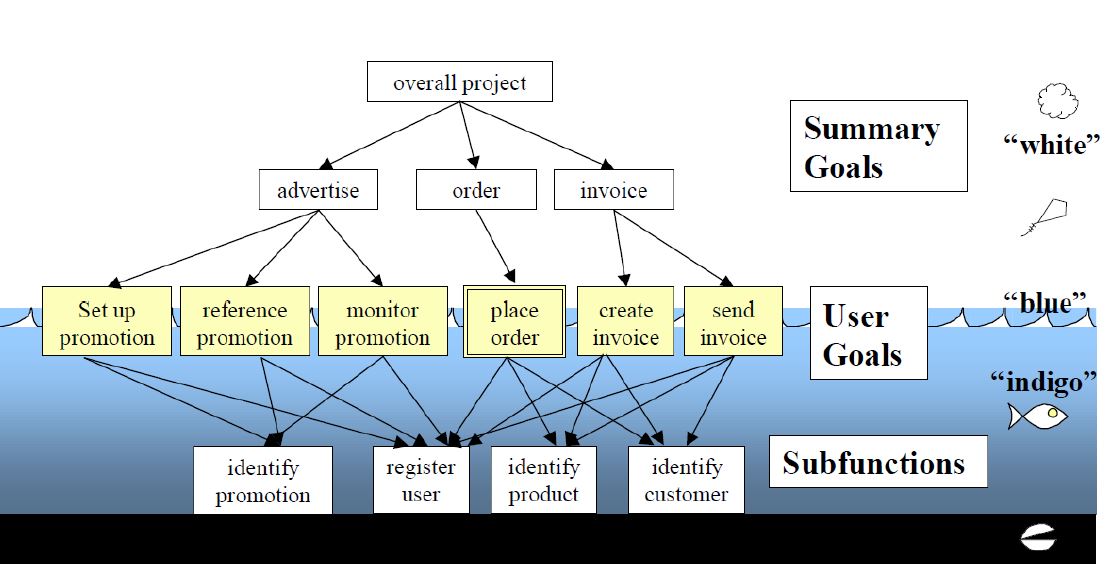 overall project
Summary
Goals
“white”
advertise
order
invoice
Set up
promotion
reference
promotion
monitor
promotion
place
order
create
invoice
send
invoice
User
Goals
“blue”
“indigo”
identify
promotion
register
user
identify
product
identify
customer
Subfunctions